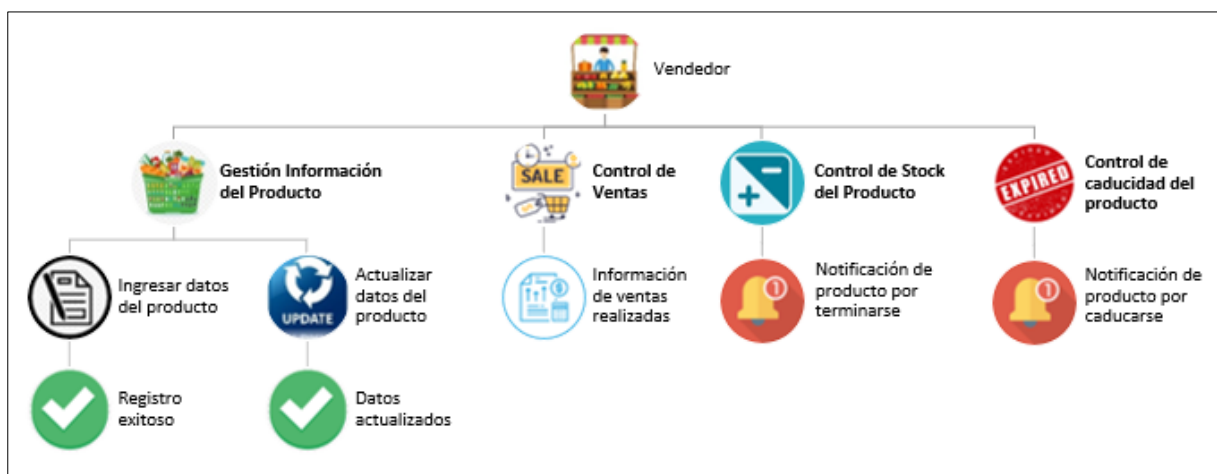 Vendedor
Gestión Información
del Producto
SALE
Control de
Ventas
Control de Stock
del Producto
EXPIRED
Control de
caducidad del
producto
Ingresar datos
del producto
UPDATE
Actualizar
datos del
producto
Información
de ventas
realizadas
1
Notificación de
producto por
terminarse
1
Notificación de
producto por
caducarse
Registro
exitoso
Datos
actualizados